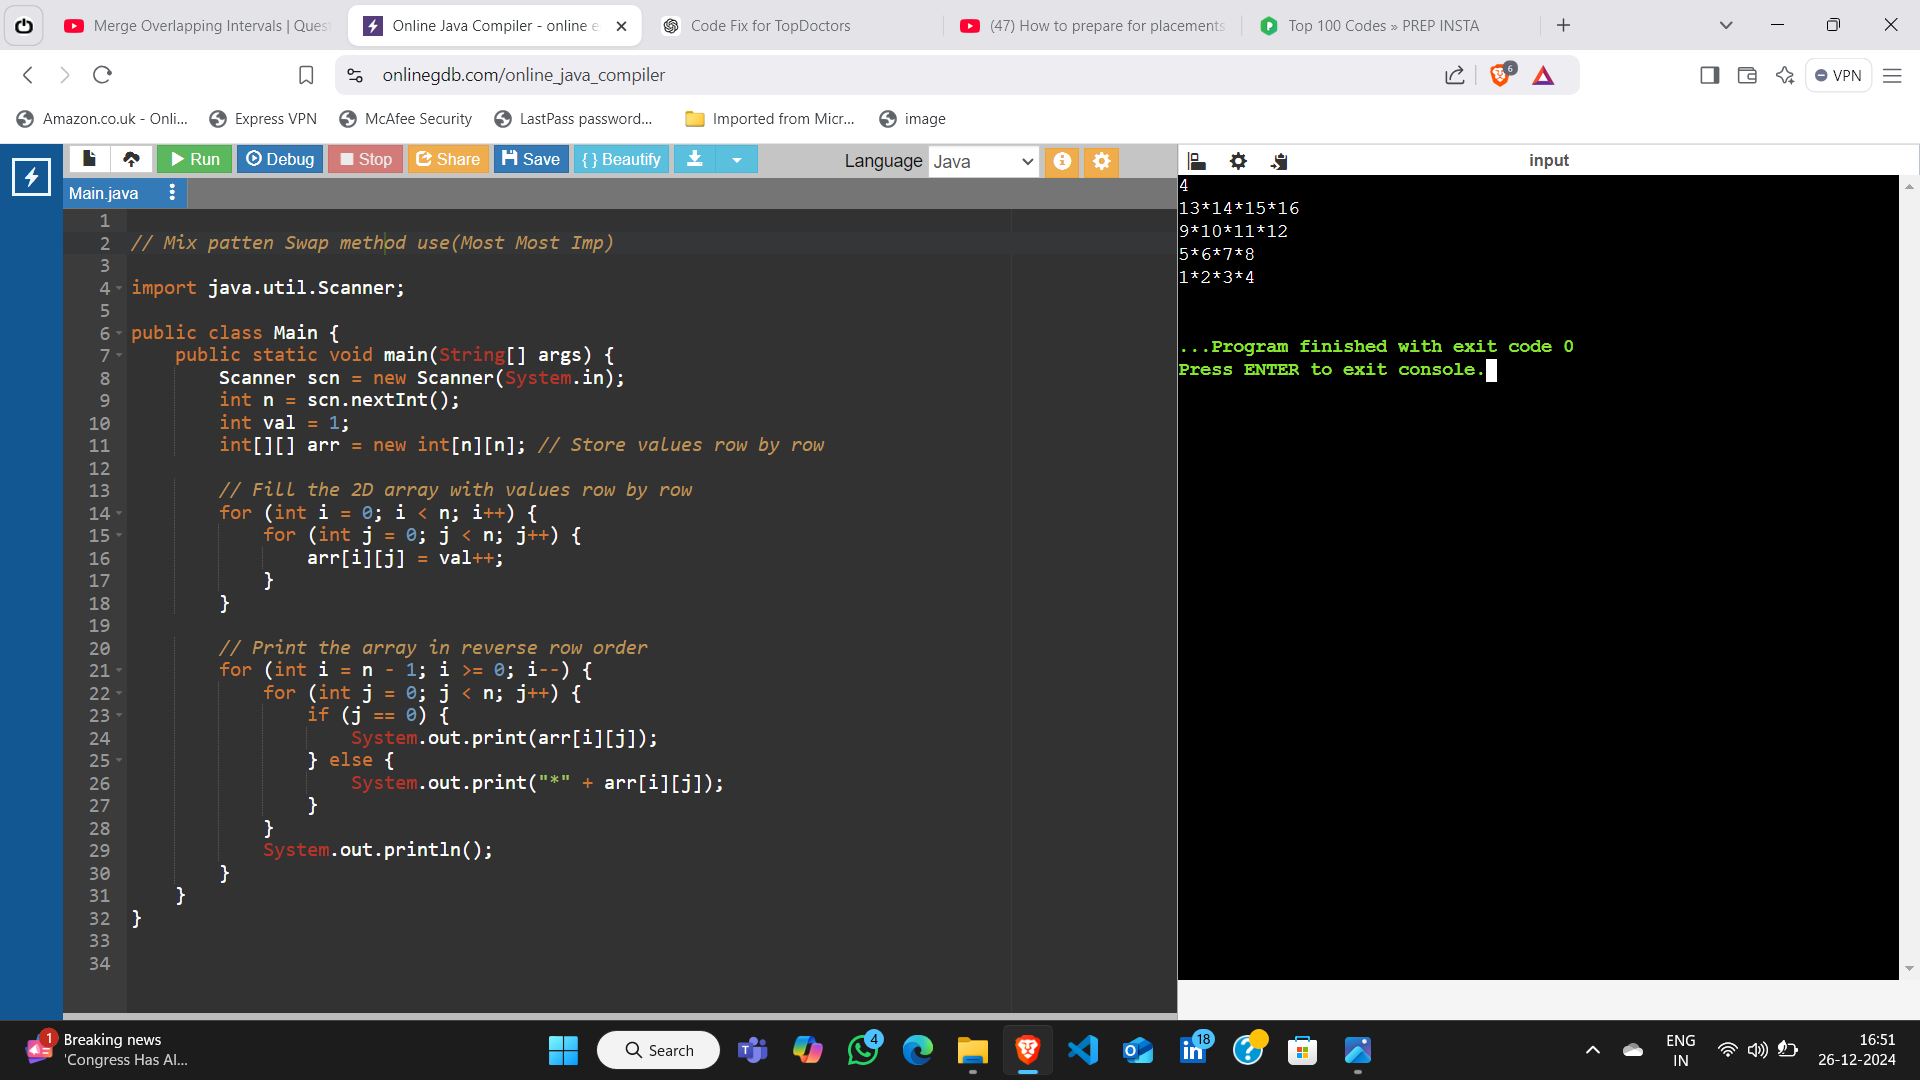 Merge Overlapping Intervals | Ques
Online Java Compiler - online e
Code Fix for TopDoctors
(47) How to prepare for placements
Top 100 Codes » PREP INSTA
onlinegdb.com/online_java_compiler
6
VPN
Amazon.co.uk - Onli...
Express VPN
McAfee Security
LastPass password...
Imported from Micr...
image
Run
Debug
Stop
Share
Save
{ } Beautify
Language
Java
input
Main.java
1
2 // Mix patten Swap method use(Most Most Imp)
3
4 import java.util.Scanner;
5
6 public class Main {
7 public static void main(String[] args) {
8 Scanner scn = new Scanner(System.in);
9 int n = scn.nextInt();
10 int val = 1;
11 int[][] arr = new int[n][n]; // Store values row by row
12
13 // Fill the 2D array with values row by row
14 for (int i = 0; i < n; i++) {
15 for (int j = 0; j < n; j++) {
16 arr[i][j] = val++;
17 }
18 }
19
20 // Print the array in reverse row order
21 for (int i = n - 1; i >= 0; i--) {
22 for (int j = 0; j < n; j++) {
23 if (j == 0) {
24 System.out.print(arr[i][j]);
25 } else {
26 System.out.print("*" + arr[i][j]);
27 }
28 }
29 System.out.println();
30 }
31 }
32 }
33
34
4
13*14*15*16
9*10*11*12
5*6*7*8
1*2*3*4
...Program finished with exit code 0
Press ENTER to exit console.
1
Breaking news
'Congress Has Al...
Search
4
18
ENG
IN
16:51
26-12-2024